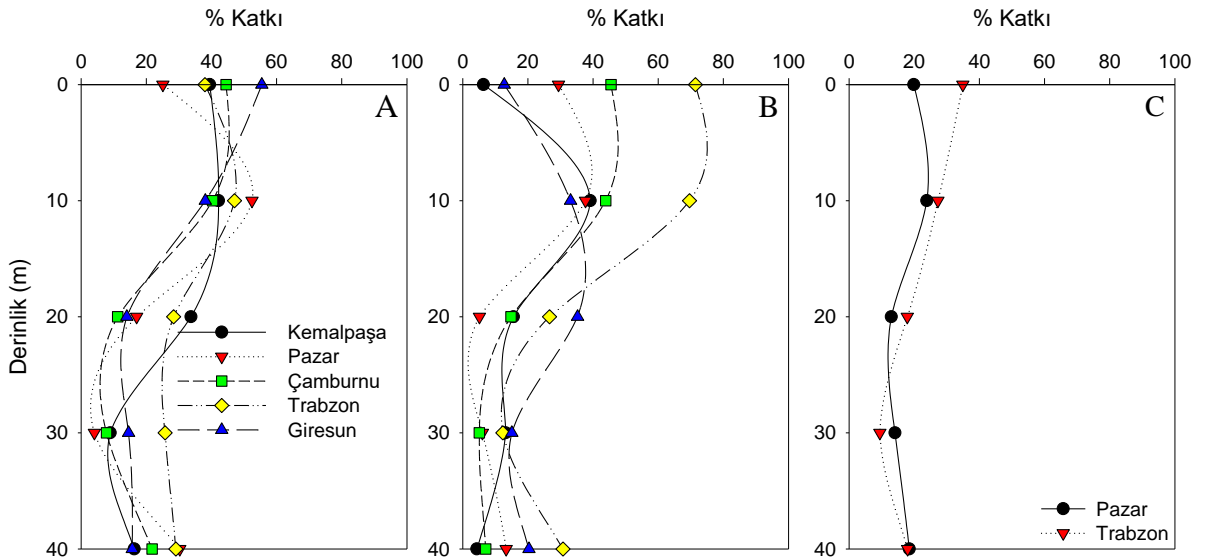 % Katkı
% Katkı
% Katkı
0 20 40 60 80 100
0 20 40 60 80 100
0 20 40 60 80 100
A
B
C
Derinlik (m)
0
10
20
30
40
Kemalpaşa
Pazar
Çamburnu
Trabzon
Giresun
Pazar
Trabzon